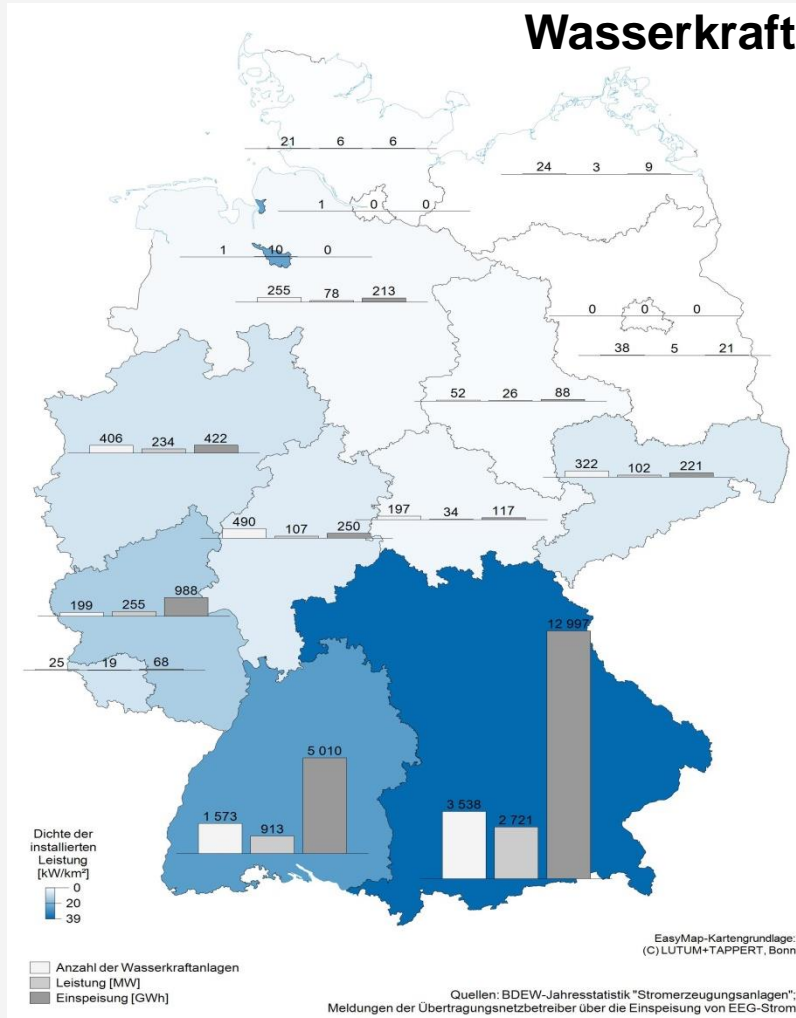 Wasserkraft
21 6 6
24 3 9
1 0 0
1 10 0
255 78 213
0 0 0
38 5 21
52 26 88
406 234 422
322 102 221
197 34 117
490 107 250
988
199 255
12 997
25 19 68
5 010
3 538
1 573
2 721
913
Dichte der
installierten
Leistung
[kW/km²]
0
20
39
EasyMap-Kartengrundlage:
(C) LUTUM+TAPPERT, Bonn
Anzahl der Wasserkraftanlagen
Leistung [MW]
Einspeisung [GWh]
Quellen: BDEW-Jahresstatistik "Stromerzeugungsanlagen";
Meldungen der Übertragungsnetzbetreiber über die Einspeisung von EEG-Strom